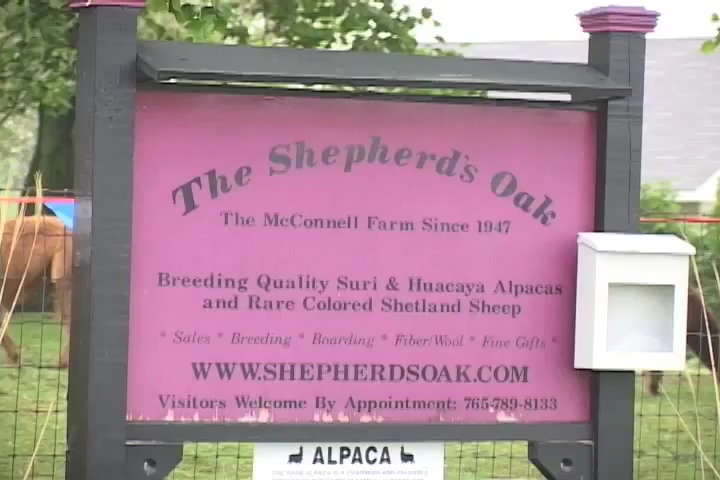 The Shepherd's Oak
The McConnell Farm Since 1947
Breeding Quality Suri & Huacaya Alpacas
and Rare Colored Shetland Sheep
* Sales * Breeding * Boarding * Fiber/Wool * Fine Gifts *
WWW.SHEPHERDSOAK.COM
Visitors Welcome By Appointment: 765-789-8133
ALPACA